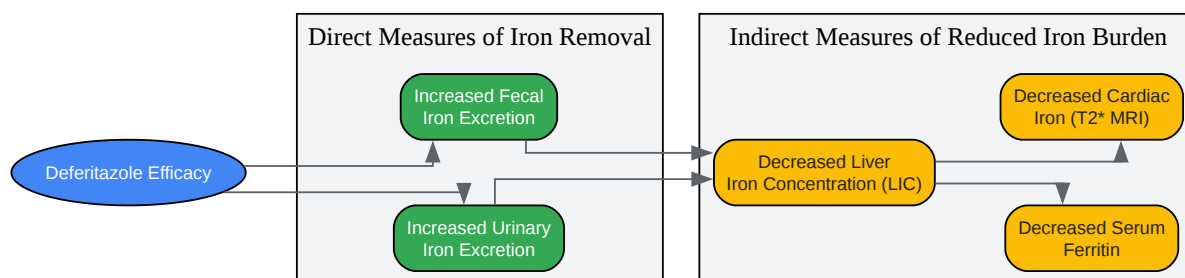 Direct Measures of Iron Removal
Indirect Measures of Reduced Iron Burden
Deferitazole Efficacy
Increased Fecal
Iron Excretion
Increased Urinary
Iron Excretion
Decreased Liver
Iron Concentration (LIC)
Decreased Cardiac
Iron (T2* MRI)
Decreased Serum
Ferritin